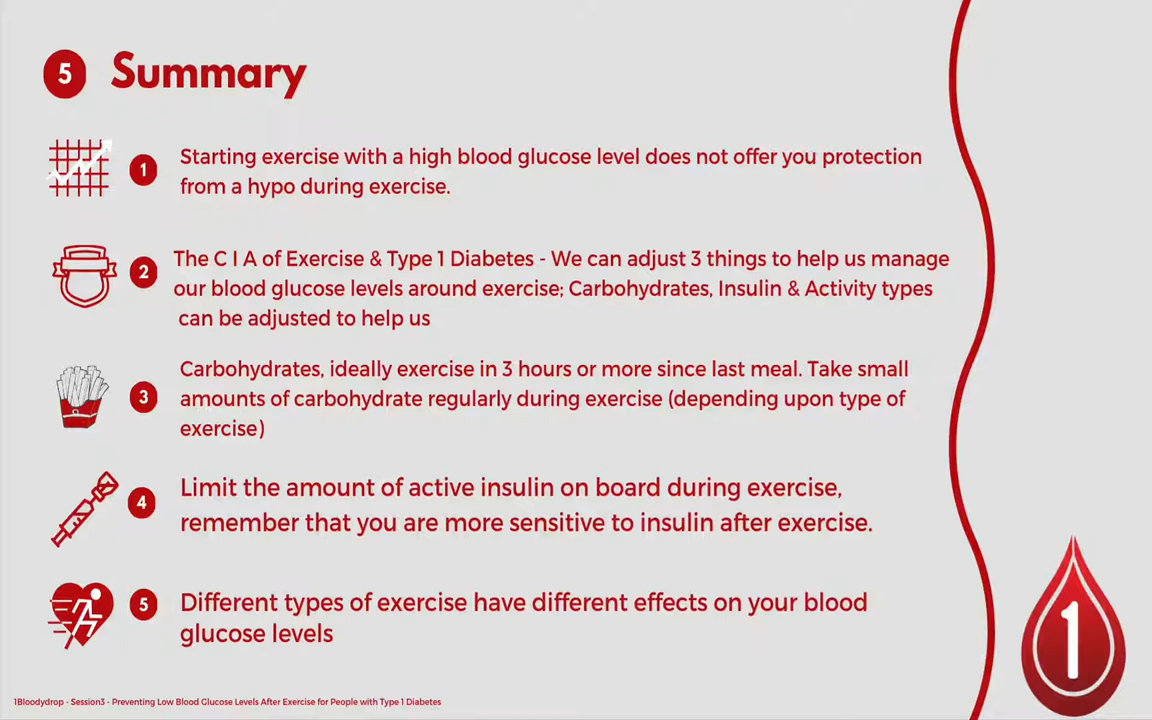 5 Summary
1 Starting exercise with a high blood glucose level does not offer you protection
from a hypo during exercise.
2 The C I A of Exercise & Type 1 Diabetes - We can adjust 3 things to help us manage
our blood glucose levels around exercise; Carbohydrates, Insulin & Activity types
can be adjusted to help us
3 Carbohydrates, ideally exercise in 3 hours or more since last meal. Take small
amounts of carbohydrate regularly during exercise (depending upon type of
exercise)
4 Limit the amount of active insulin on board during exercise,
remember that you are more sensitive to insulin after exercise.
5 Different types of exercise have different effects on your blood
glucose levels
1
1Bloodydrop - Session3 - Preventing Low Blood Glucose Levels After Exercise for People with Type 1 Diabetes